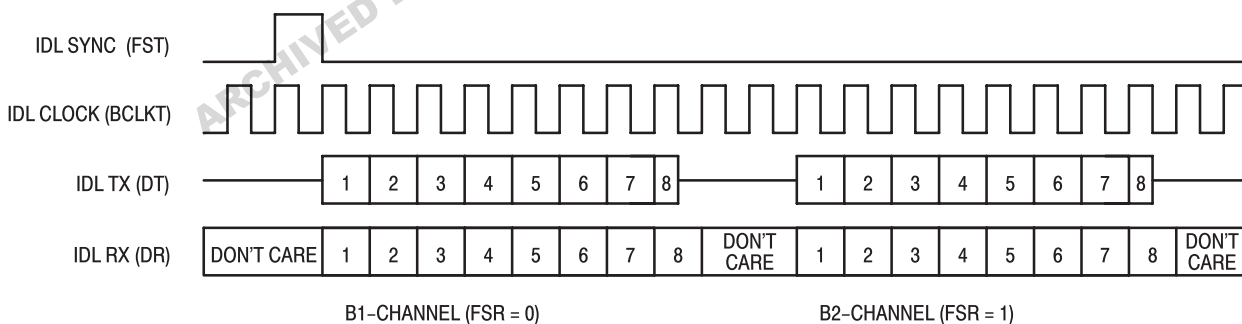 ARCHIVED
IDL SYNC (FST)
IDL CLOCK (BCLKT)
IDL TX (DT) 1 2 3 4 5 6 7 8 1 2 3 4 5 6 7 8
IDL RX (DR) DON'T CARE 1 2 3 4 5 6 7 8 DON'T CARE 1 2 3 4 5 6 7 8 DON'T CARE
B1–CHANNEL (FSR = 0) B2–CHANNEL (FSR = 1)